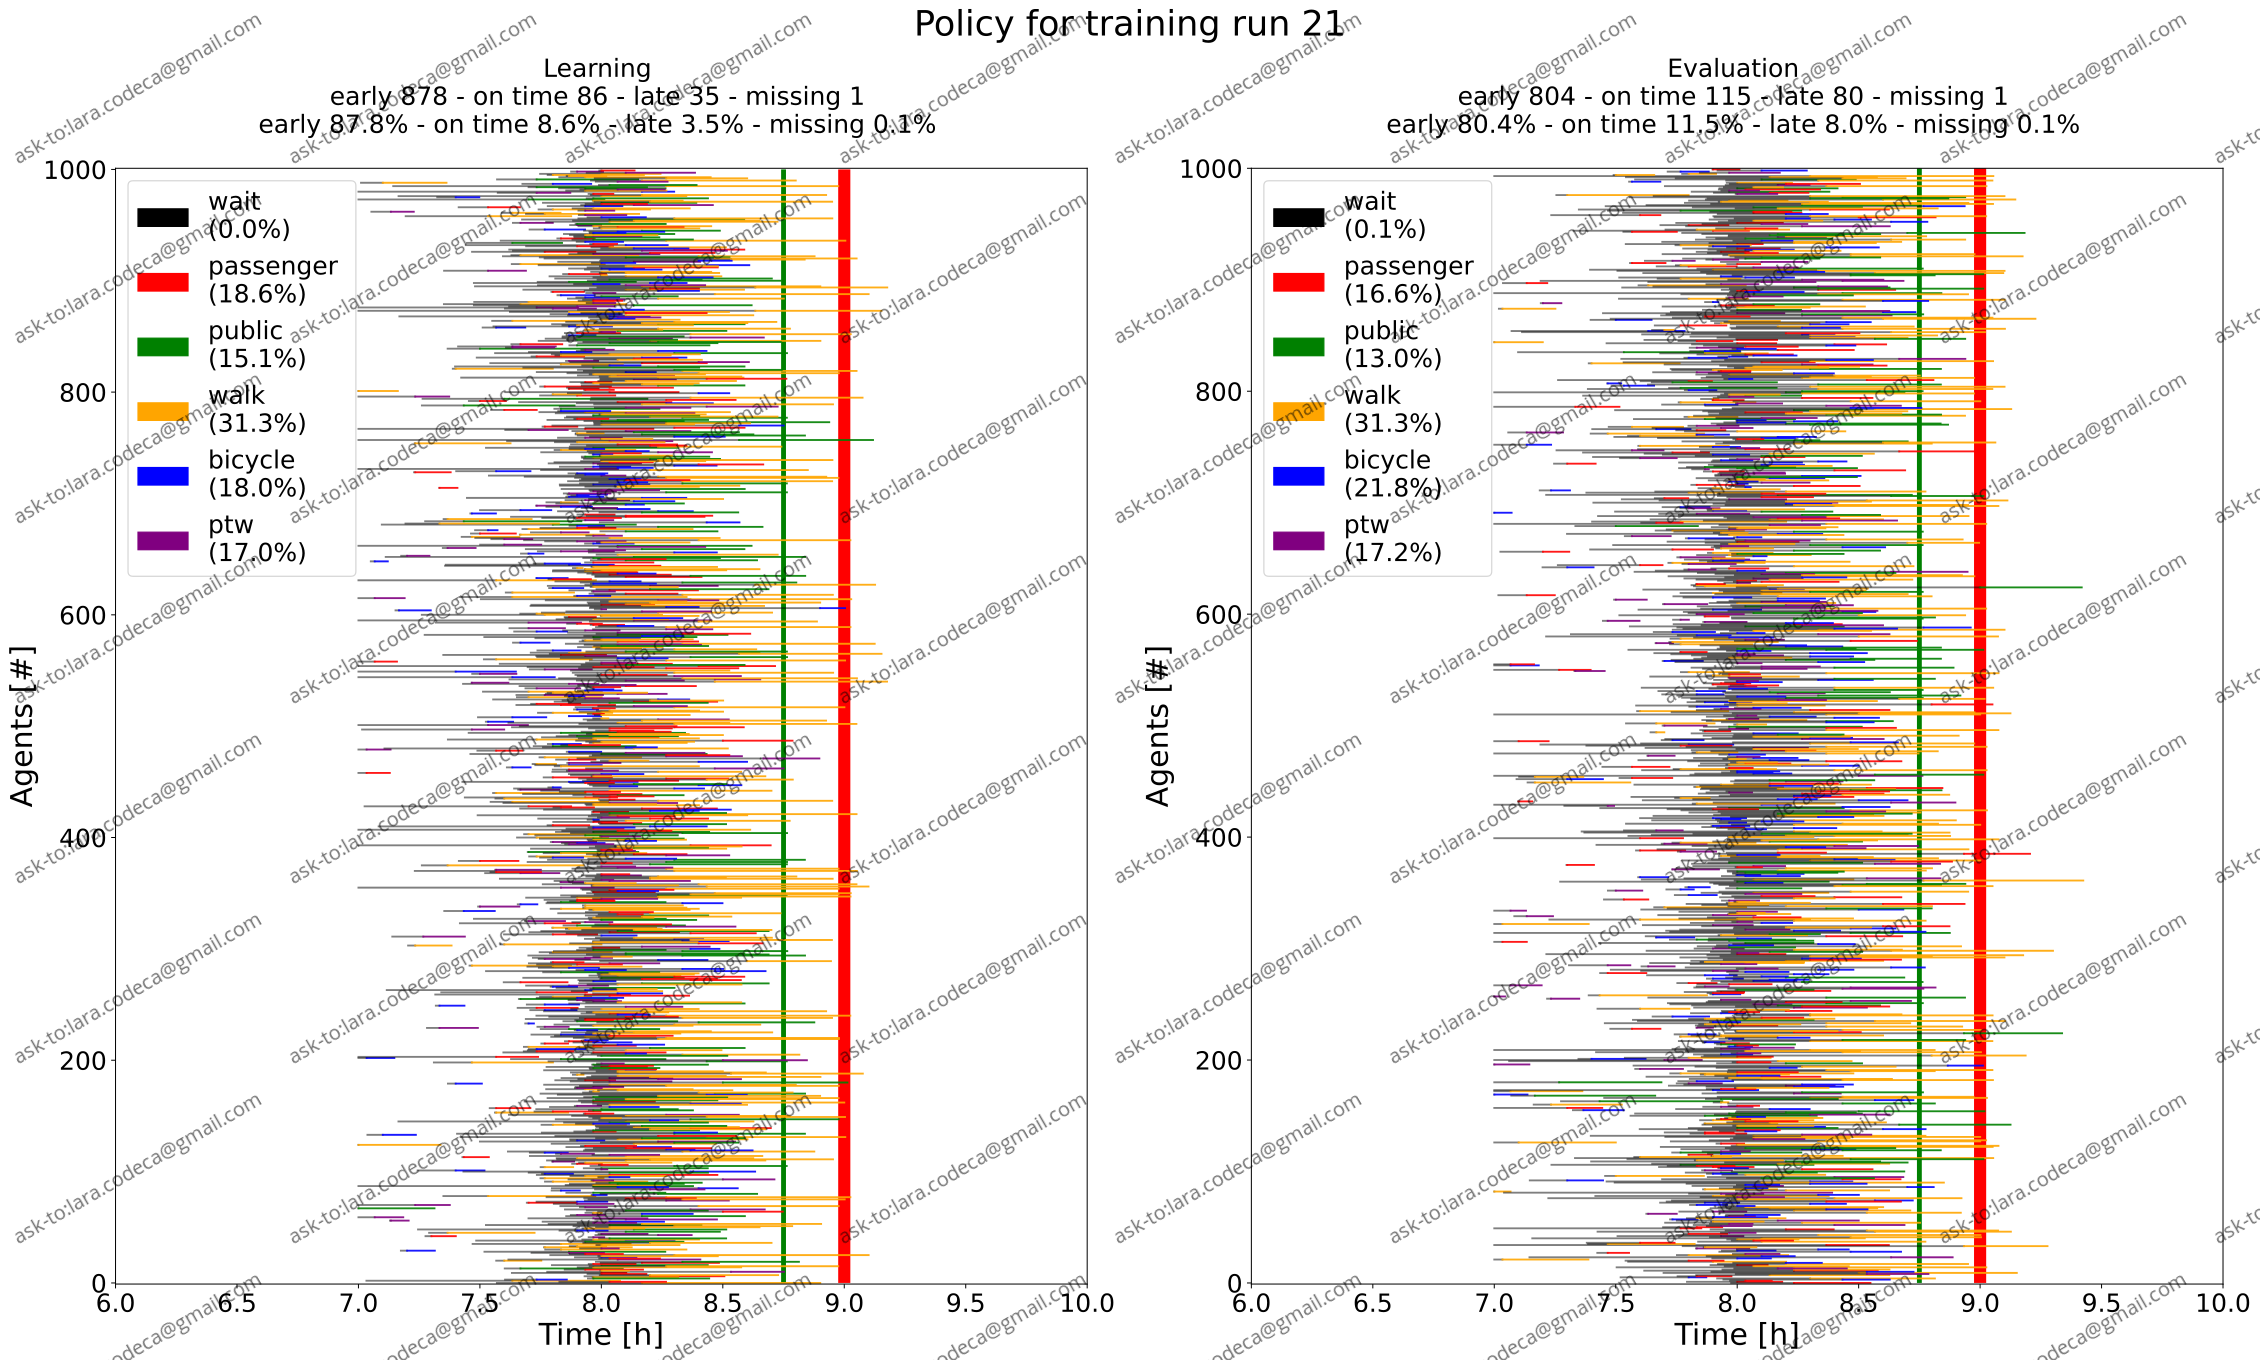 Policy for training run 21
Learning
early 878 - on time 86 - late 35 - missing 1
early 87.8% - on time 8.6% - late 3.5% - missing 0.1%
1000
800
600
400
200
0
Agents [#]
wait
(0.0%)
passenger
(18.6%)
public
(15.1%)
walk
(31.3%)
bicycle
(18.0%)
ptw
(17.0%)
6.0 6.5 7.0 7.5 8.0 8.5 9.0 9.5 10.0
Time [h]
Evaluation
early 804 - on time 115 - late 80 - missing 1
early 80.4% - on time 11.5% - late 8.0% - missing 0.1%
1000
800
600
400
200
0
Agents [#]
wait
(0.1%)
passenger
(16.6%)
public
(13.0%)
walk
(31.3%)
bicycle
(21.8%)
ptw
(17.2%)
6.0 6.5 7.0 7.5 8.0 8.5 9.0 9.5 10.0
Time [h]
ask-to:lara.codeca@gmail.com